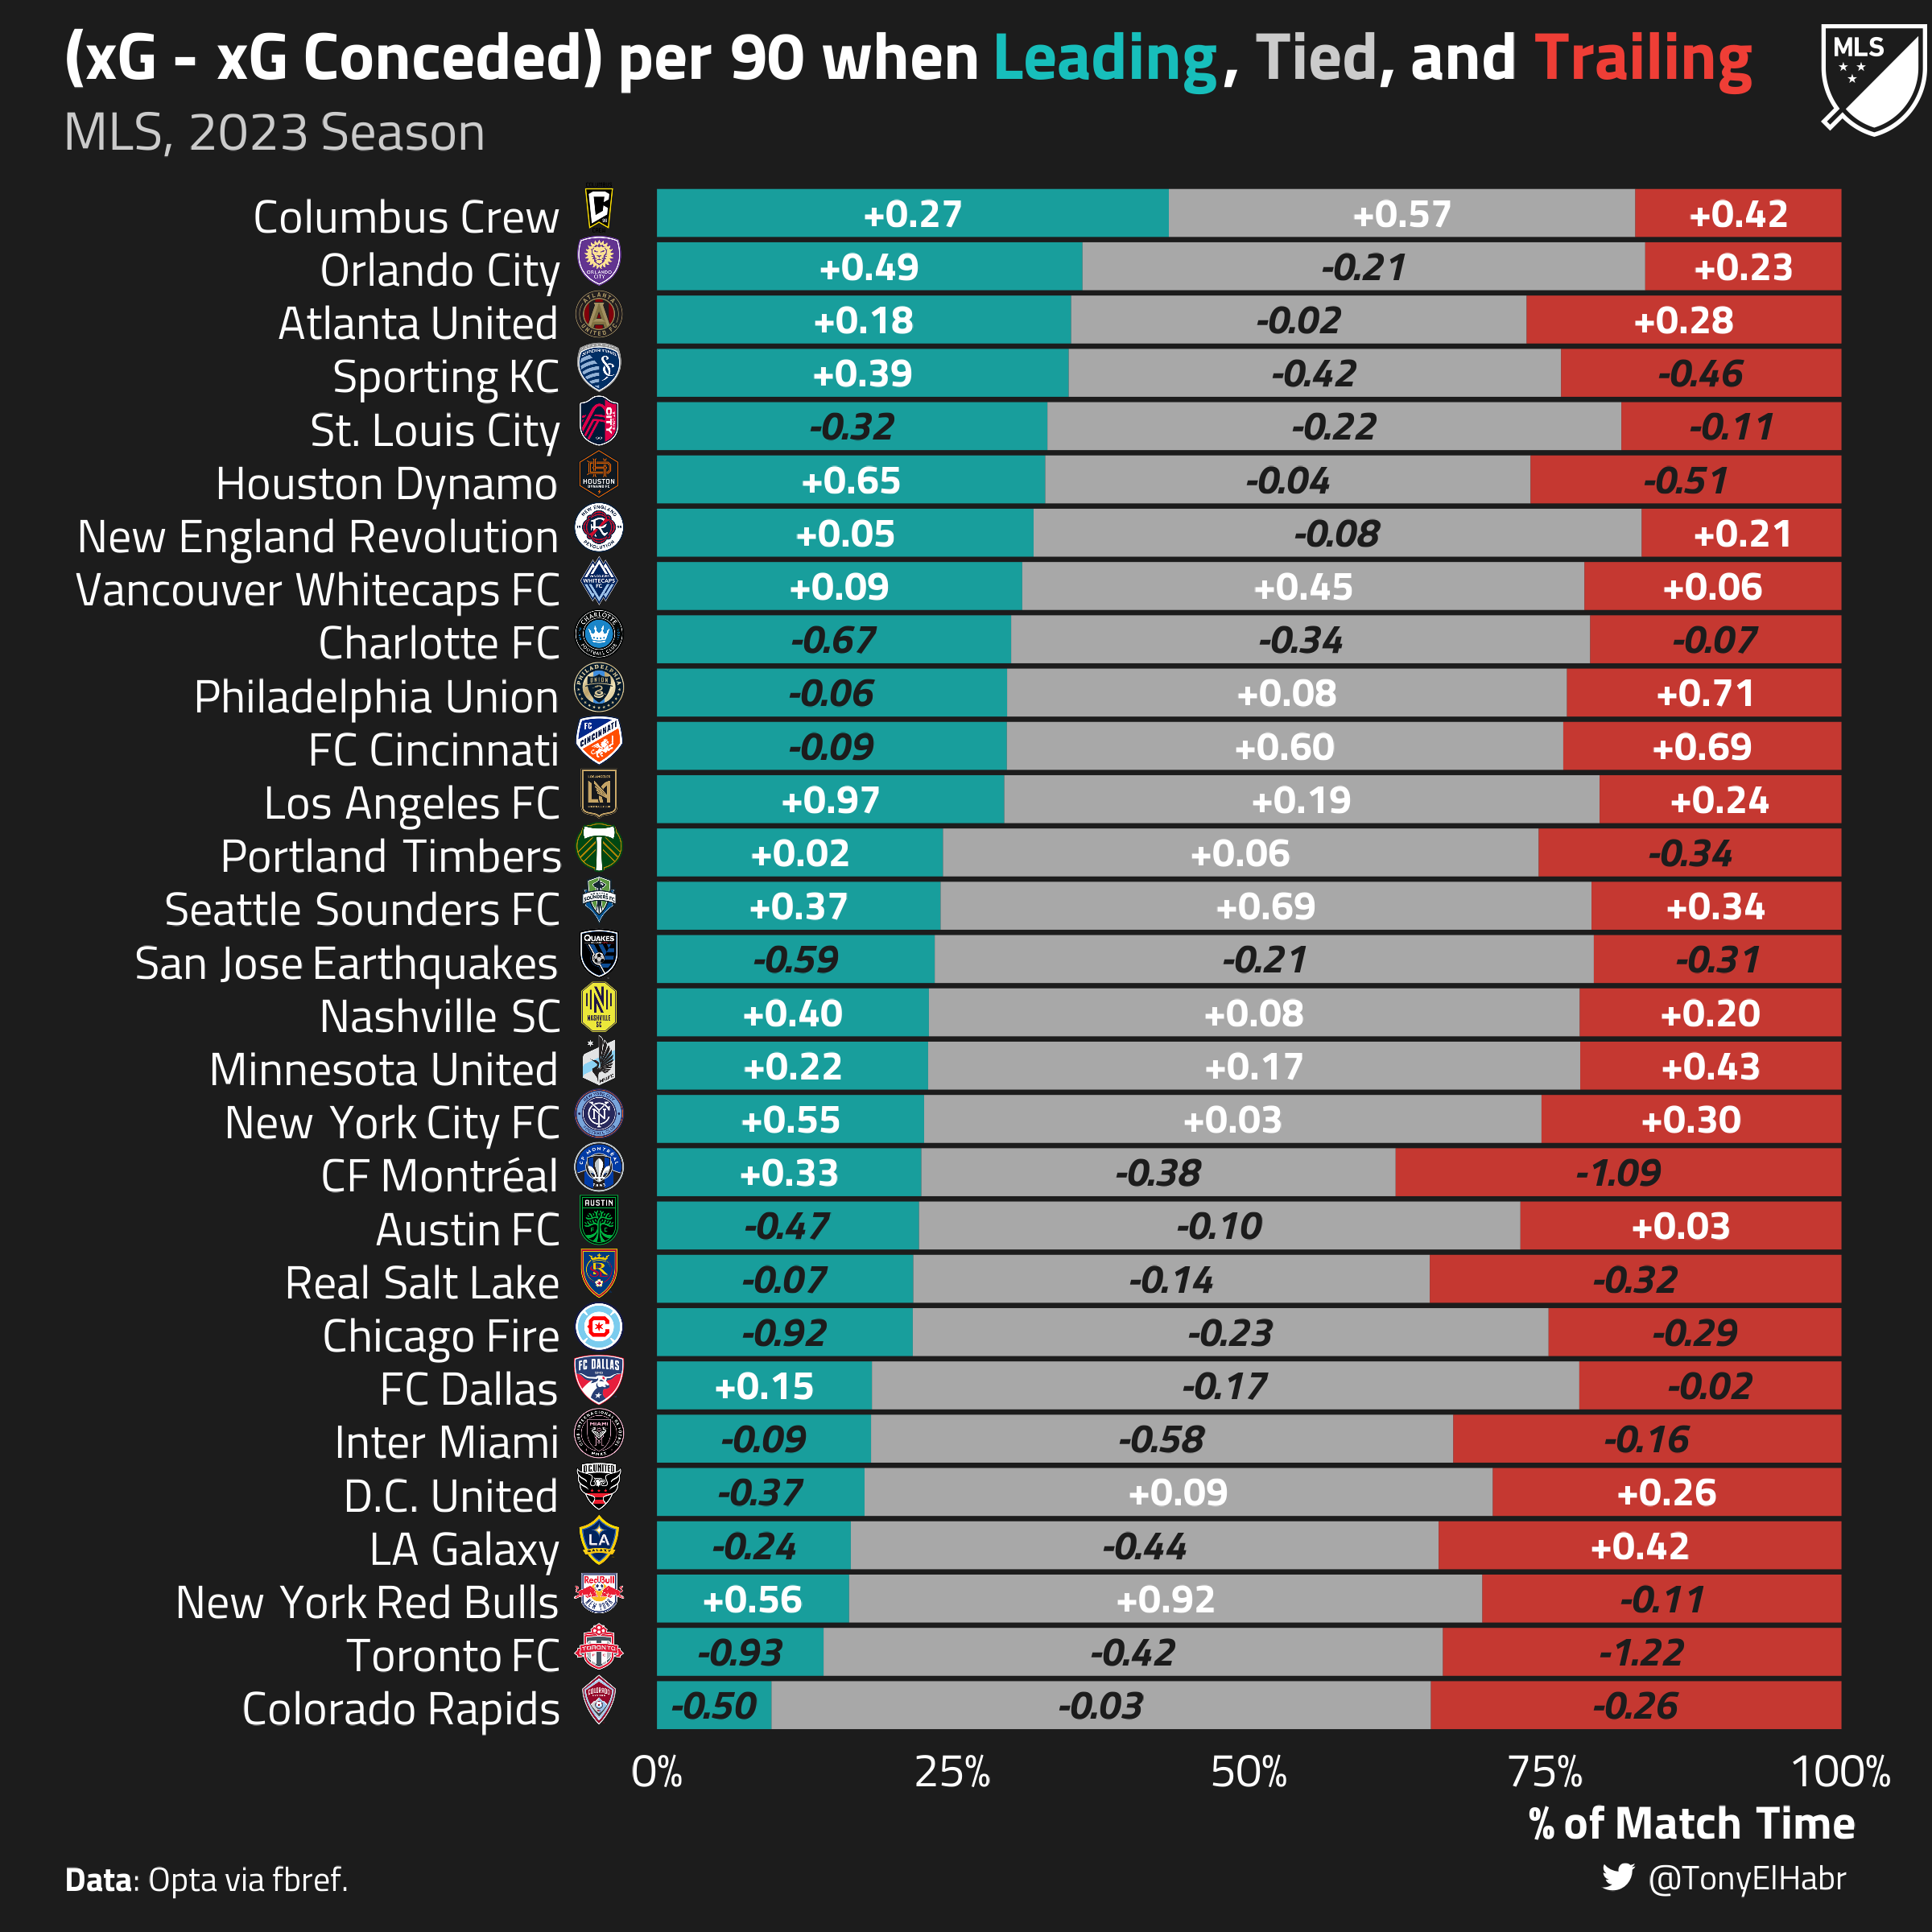 (xG - xG Conceded) per 90 when Leading, Tied, and Trailing
MLS
MLS, 2023 Season
Columbus Crew +0.27 +0.57 +0.42
Orlando City +0.49 -0.21 +0.23
Atlanta United +0.18 -0.02 +0.28
Sporting KC +0.39 -0.42 -0.46
St. Louis City -0.32 -0.22 -0.11
Houston Dynamo +0.65 -0.04 -0.51
New England Revolution +0.05 -0.08 +0.21
Vancouver Whitecaps FC +0.09 +0.45 +0.06
Charlotte FC -0.67 -0.34 -0.07
Philadelphia Union -0.06 +0.08 +0.71
FC Cincinnati -0.09 +0.60 +0.69
Los Angeles FC +0.97 +0.19 +0.24
Portland Timbers +0.02 +0.06 -0.34
Seattle Sounders FC +0.37 +0.69 +0.34
San Jose Earthquakes -0.59 -0.21 -0.31
Nashville SC +0.40 +0.08 +0.20
Minnesota United +0.22 +0.17 +0.43
New York City FC +0.55 +0.03 +0.30
CF Montréal +0.33 -0.38 -1.09
Austin FC -0.47 -0.10 +0.03
Real Salt Lake -0.07 -0.14 -0.32
Chicago Fire -0.92 -0.23 -0.29
FC Dallas +0.15 -0.17 -0.02
Inter Miami -0.09 -0.58 -0.16
D.C. United -0.37 +0.09 +0.26
LA Galaxy -0.24 -0.44 +0.42
New York Red Bulls +0.56 +0.92 -0.11
Toronto FC -0.93 -0.42 -1.22
Colorado Rapids -0.50 -0.03 -0.26
0% 25% 50% 75% 100%
% of Match Time
Data: Opta via fbref.
@TonyElHabr